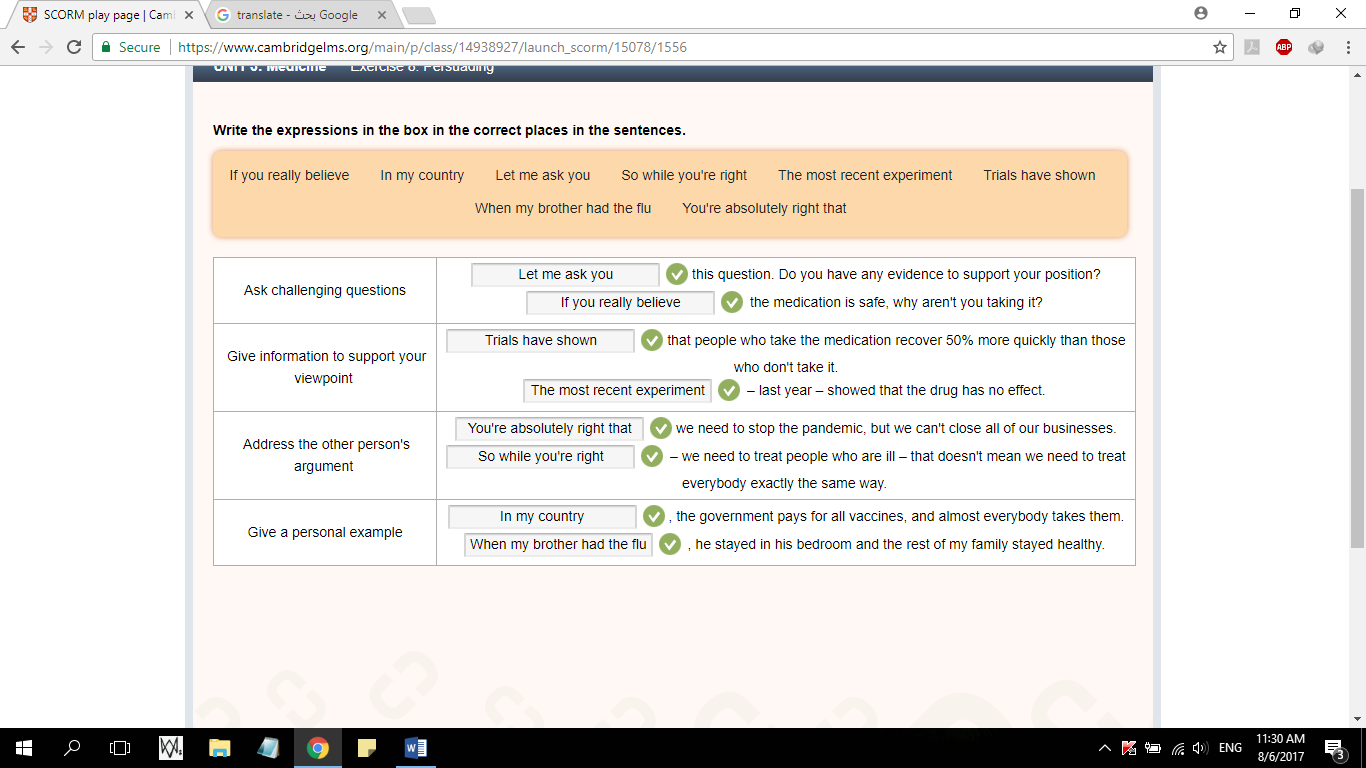 SCORM play page | Cam
translate - بحث Google
Secure
https://www.cambridgelms.org/main/p/class/14938927/launch_scorm/15078/1556
ABP
UNIT 5: Medicine Exercise 8: Persuading
Write the expressions in the box in the correct places in the sentences.
If you really believe In my country Let me ask you So while you're right The most recent experiment Trials have shown
When my brother had the flu You're absolutely right that
Ask challenging questions
Let me ask you this question. Do you have any evidence to support your position?
If you really believe the medication is safe, why aren't you taking it?
Give information to support your
viewpoint
Trials have shown that people who take the medication recover 50% more quickly than those
who don't take it.
The most recent experiment – last year – showed that the drug has no effect.
Address the other person's
argument
You're absolutely right that we need to stop the pandemic, but we can't close all of our businesses.
So while you're right – we need to treat people who are ill – that doesn't mean we need to treat
everybody exactly the same way.
Give a personal example
In my country , the government pays for all vaccines, and almost everybody takes them.
When my brother had the flu , he stayed in his bedroom and the rest of my family stayed healthy.
ENG
11:30 AM
8/6/2017
3